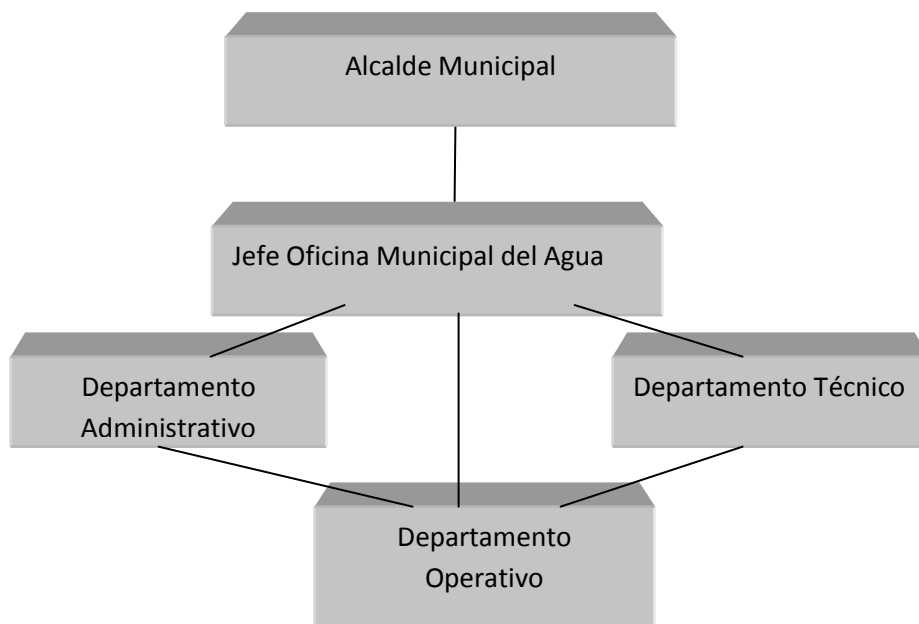 Alcalde Municipal
Jefe Oficina Municipal del Agua
Departamento
Administrativo
Departamento Técnico
Departamento
Operativo